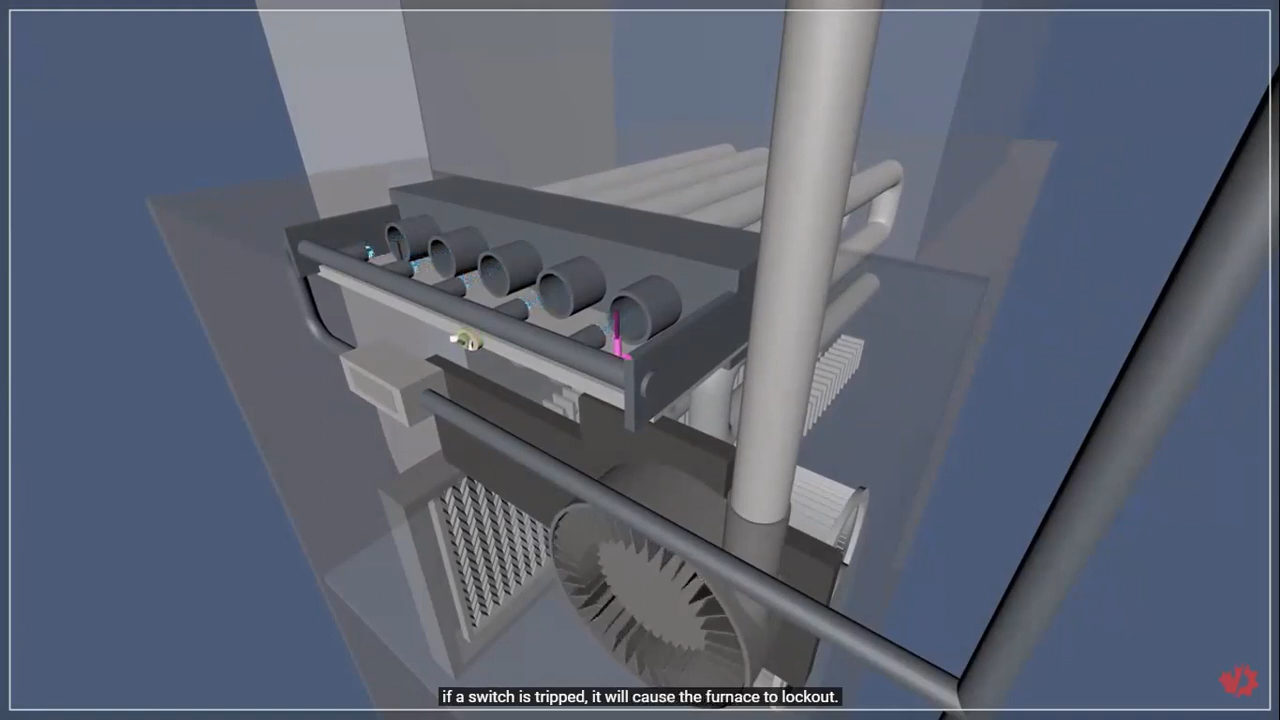 if a switch is tripped, it will cause the furnace to lockout.